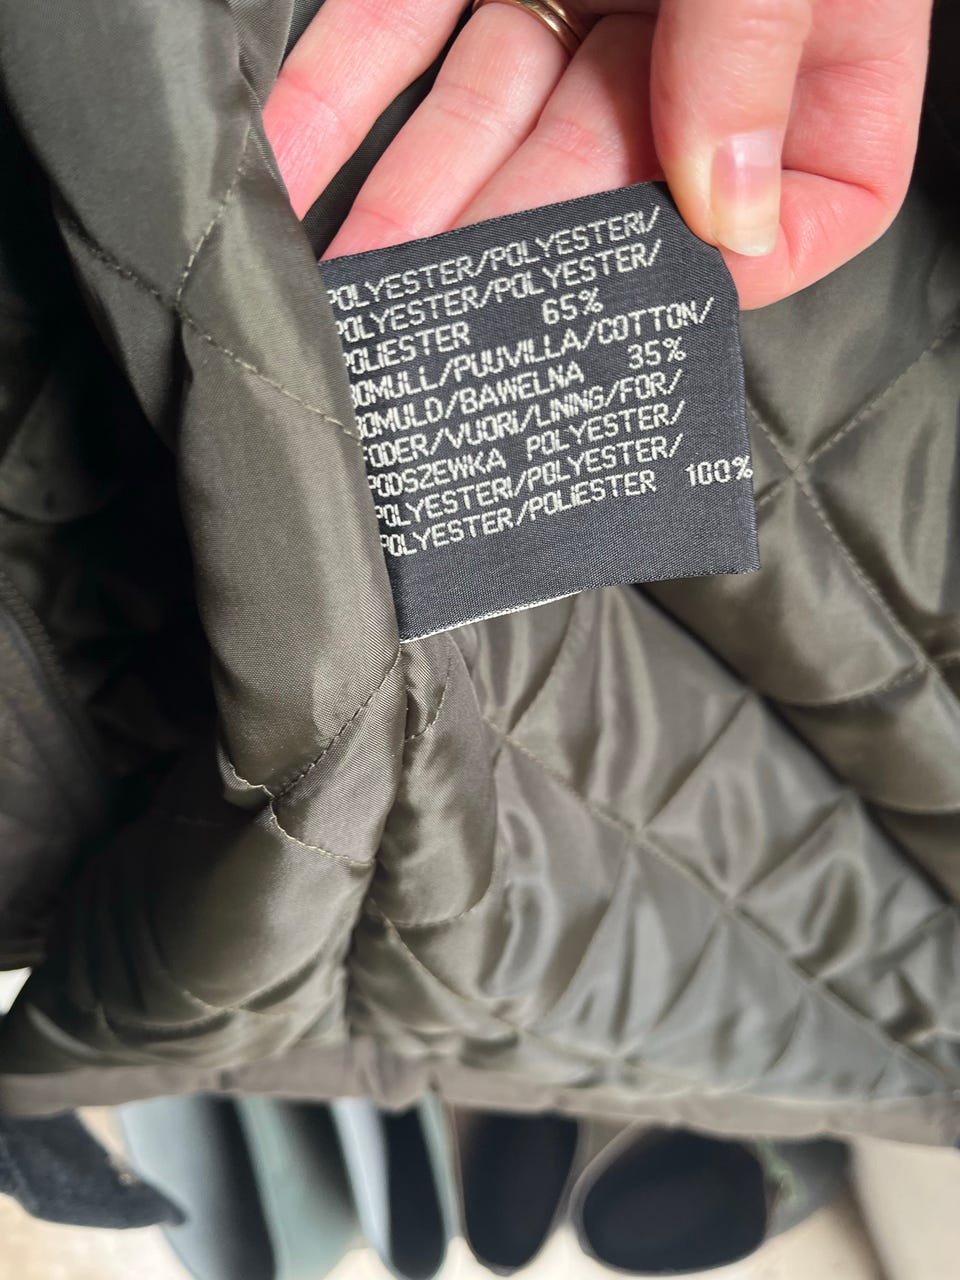 POLYESTER/POLYESTERI/
POLYESTER/POLYESTER/
POLIESTER 65%
BOMULL/PUUVILLA/COTTON/
BOMULD/BAWELNA 35%
FODER/VUORI/LINING/FOR/
PODSZEWKA POLYESTER/
POLYESTERI/POLYESTER/
POLYESTER/POLIESTER 100%